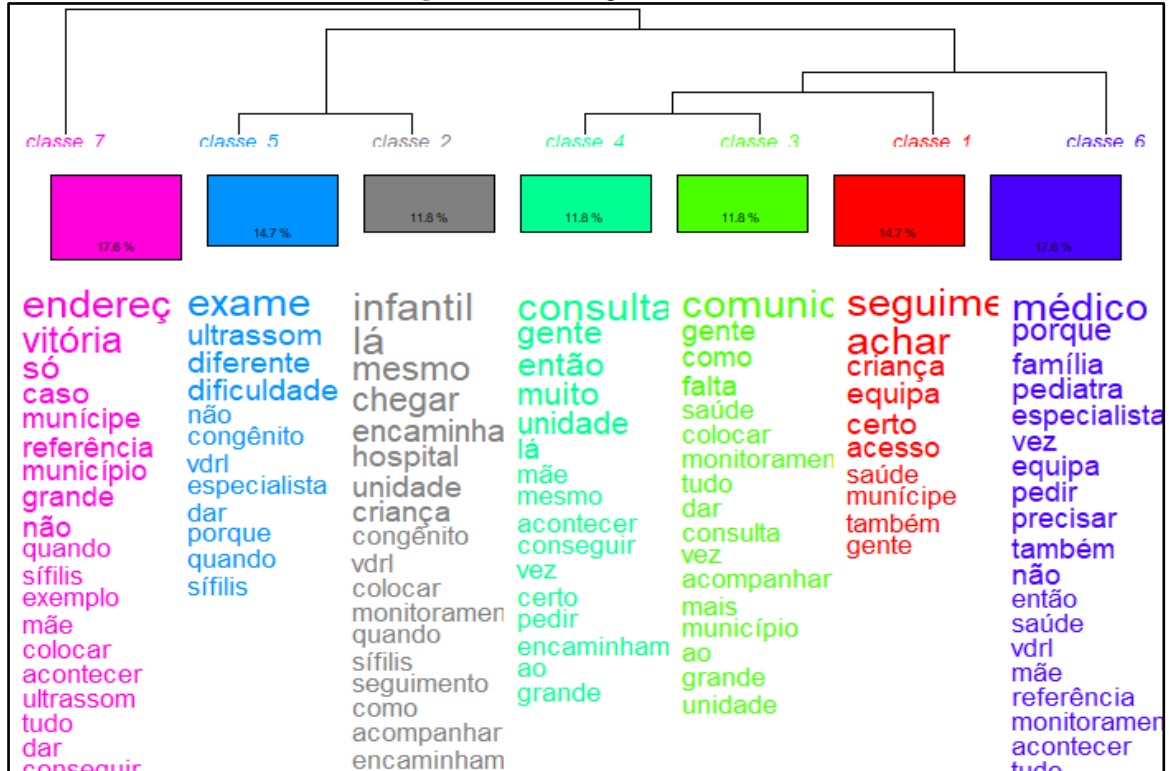 classe 7
classe 5
classe 2
classe 4
classe 3
classe 1
classe 6
17.6 %
14.7 %
11.8 %
11.8 %
11.8 %
14.7 %
17.6 %
endereç
vitória
só
caso
munícipe
referência
município
grande
não
quando
sífilis
exemplo
mãe
colocar
acontecer
ultrassom
tudo
dar
conseguir
exame
ultrassom
diferente
dificuldade
não
congênito
vdrl
especialista
dar
porque
quando
sífilis
infantil
lá
mesmo
chegar
encaminha
hospital
unidade
criança
congênito
vdrl
colocar
monitoramen
quando
sífilis
seguimento
como
acompanhar
encaminham
consulta
gente
então
muito
unidade
lá
mãe
mesmo
acontecer
conseguir
vez
certo
pedir
encaminham
ao
grande
comunic
gente
como
falta
saúde
colocar
monitoramen
tudo
dar
consulta
vez
acompanhar
mais
município
ao
grande
unidade
seguime
achar
criança
equipa
certo
acesso
saúde
munícipe
também
gente
médico
porque
família
pediatra
especialista
vez
equipa
pedir
precisar
também
não
então
saúde
vdrl
mãe
referência
monitoramen
acontecer
tudo